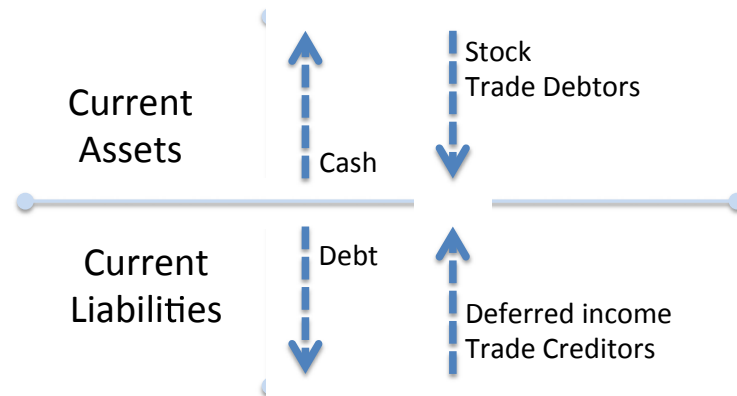 Current
Assets
Cash
Stock
Trade Debtors
Current
Liabilities
Debt
Deferred income
Trade Creditors